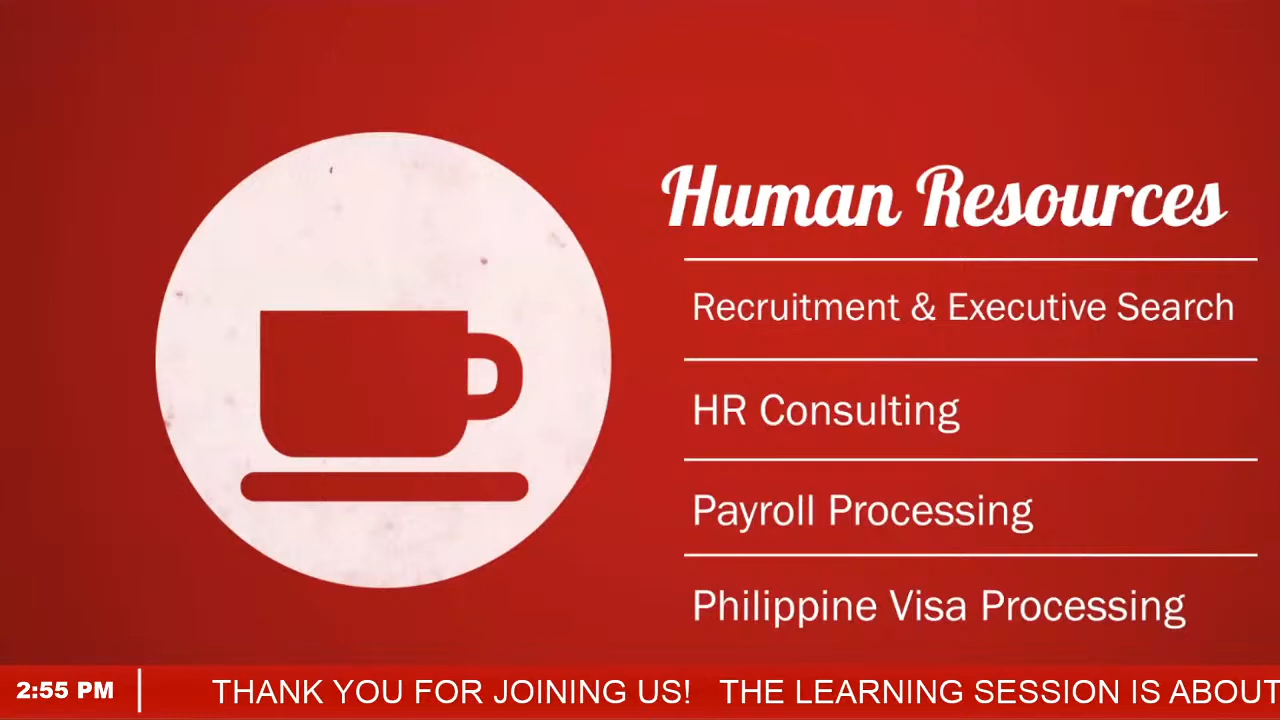 Human Resources
Recruitment & Executive Search
HR Consulting
Payroll Processing
Philippine Visa Processing
2:55 PM THANK YOU FOR JOINING US! THE LEARNING SESSION IS ABOUT